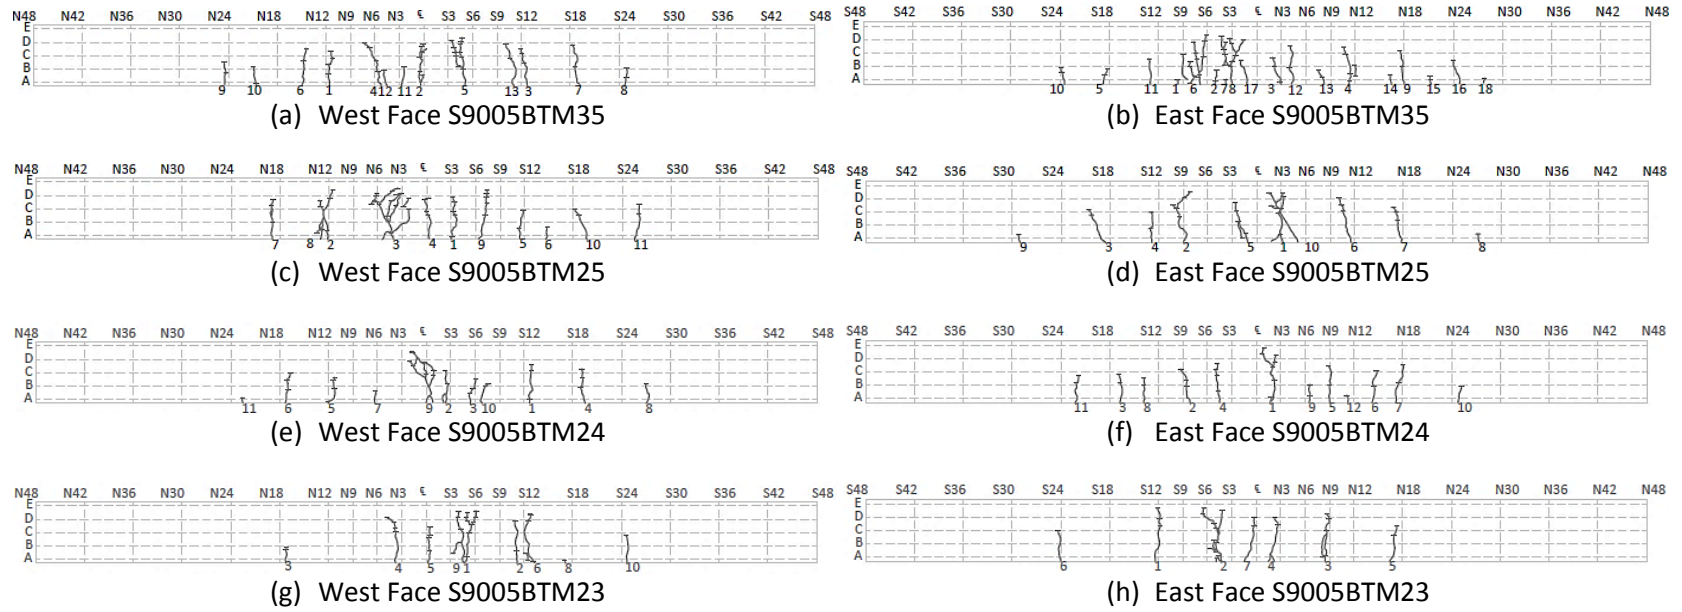 N48 N42 N36 N30 N24 N18 N12 N9 N6 N3 ℄ S3 S6 S9 S12 S18 S24 S30 S36 S42 S48
E
D
C
B
A
9 10 6 1 4 12 11 2 5 13 3 7 8
(a) West Face S9005BTM35
S48 S42 S36 S30 S24 S18 S12 S9 S6 S3 ℄ N3 N6 N9 N12 N18 N24 N30 N36 N42 N48
E
D
C
B
A
10 5 11 1 6 2 7 8 17 3 12 13 4 14 9 15 16 18
(b) East Face S9005BTM35
N48 N42 N36 N30 N24 N18 N12 N9 N6 N3 ℄ S3 S6 S9 S12 S18 S24 S30 S36 S42 S48
E
D
C
B
A
7 8 2 3 4 1 9 5 6 10 11
(c) West Face S9005BTM25
S48 S42 S36 S30 S24 S18 S12 S9 S6 S3 ℄ N3 N6 N9 N12 N18 N24 N30 N36 N42 N48
E
D
C
B
A
9 3 4 2 5 1 10 6 7 8
(d) East Face S9005BTM25
N48 N42 N36 N30 N24 N18 N12 N9 N6 N3 ℄ S3 S6 S9 S12 S18 S24 S30 S36 S42 S48
E
D
C
B
A
11 6 5 7 9 2 3 10 1 4 8
(e) West Face S9005BTM24
S48 S42 S36 S30 S24 S18 S12 S9 S6 S3 ℄ N3 N6 N9 N12 N18 N24 N30 N36 N42 N48
E
D
C
B
A
11 3 8 2 4 1 9 5 12 6 7 10
(f) East Face S9005BTM24
N48 N42 N36 N30 N24 N18 N12 N9 N6 N3 ℄ S3 S6 S9 S12 S18 S24 S30 S36 S42 S48
E
D
C
B
A
3 4 5 9 1 2 6 8 10
(g) West Face S9005BTM23
S48 S42 S36 S30 S24 S18 S12 S9 S6 S3 ℄ N3 N6 N9 N12 N18 N24 N30 N36 N42 N48
E
D
C
B
A
6 1 2 7 4 3 5
(h) East Face S9005BTM23